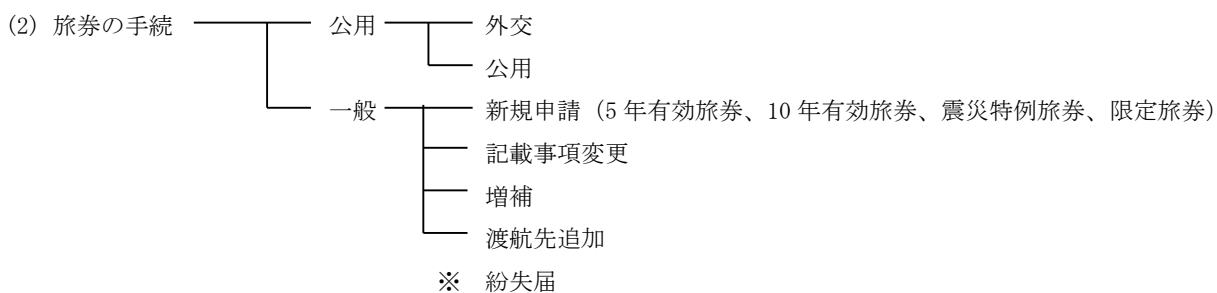 (2) 旅券の手続 公用 外交
公用
一般 新規申請（5 年有効旅券、10 年有効旅券、震災特例旅券、限定旅券）
記載事項変更
増補
渡航先追加
※ 紛失届